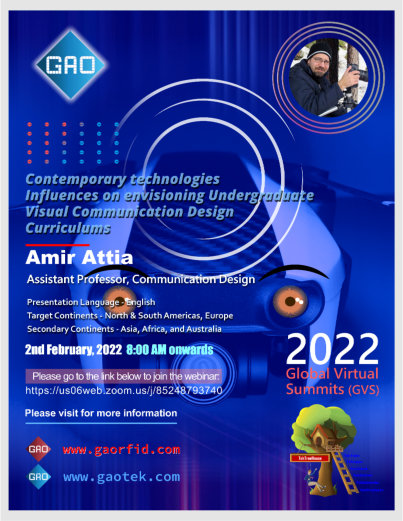 GAO
Contemporary technologies
Influences on envisioning Undergraduate
Visual Communication Design
Curriculums
Amir Attia
Assistant Professor, Communication Design
Presentation Language - English
Target Continents - North & South Americas, Europe
Secondary Continents - Asia, Africa, and Australia
2nd February, 2022 8:00 AM onwards
Please go to the link below to join the webinar:
https://us06web.zoom.us/j/85248793740
2022
Global Virtual
Summits (GVS)
Please visit for more information
GAO www.gaorfid.com
GAO www.gaotek.com
TekTreeHouse